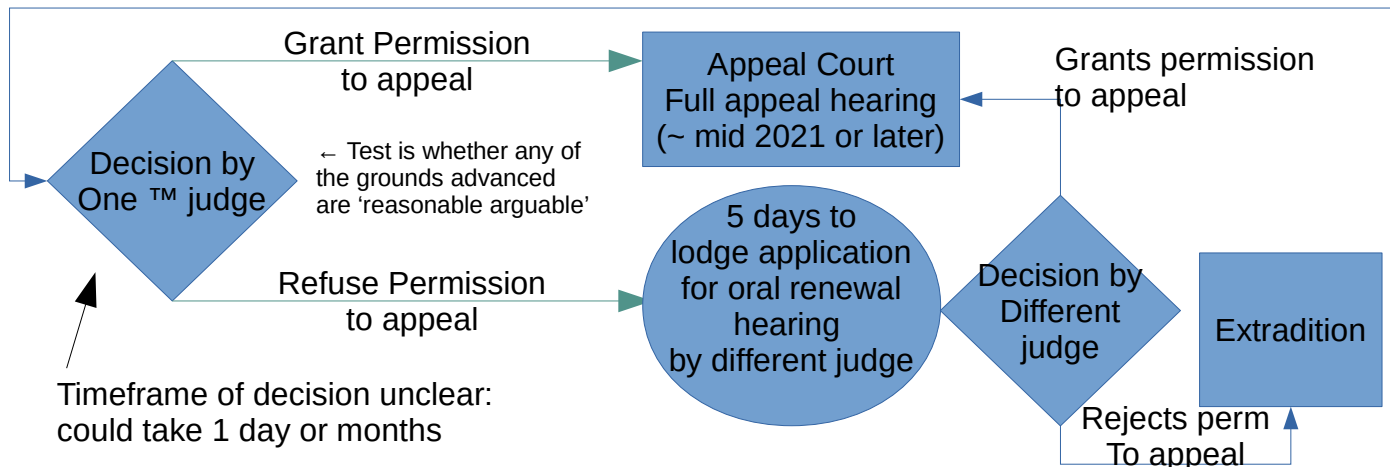 Grant Permission
to appeal
Appeal Court
Full appeal hearing
(~ mid 2021 or later)
Grants permission
to appeal
Decision by
One ™ judge
← Test is whether any of
the grounds advanced
are ‘reasonable arguable’
5 days to
lodge application
for oral renewal
hearing
by different judge
Decision by
Different
judge
Extradition
Refuse Permission
to appeal
Timeframe of decision unclear:
could take 1 day or months
Rejects perm
To appeal